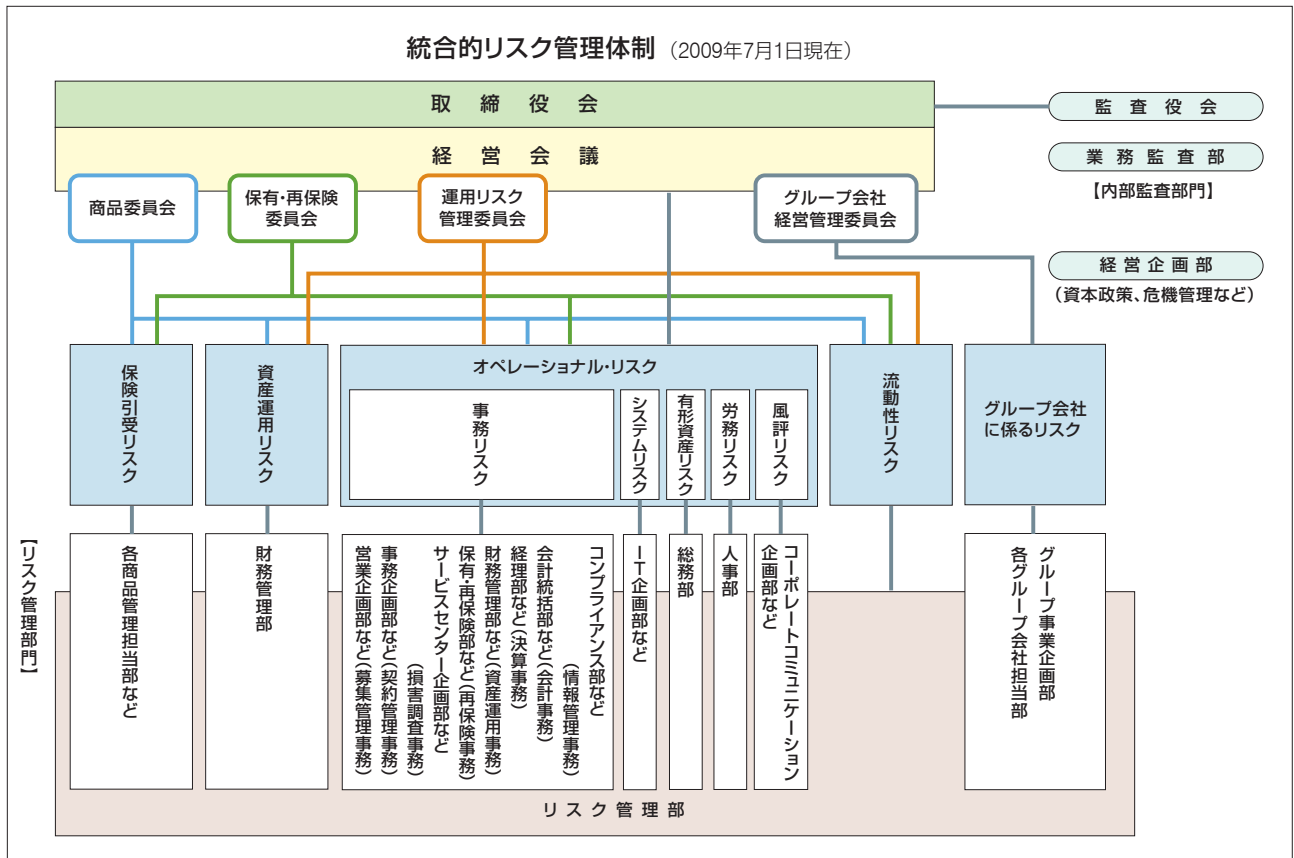 統合的リスク管理体制 (2009年7月1日現在)
取締役会
監査役会
経営会議
業務監査部
【内部監査部門】
商品委員会
保有・再保険
委員会
運用リスク
管理委員会
グループ会社
経営管理委員会
経営企画部
(資本政策、危機管理など)
保険引受リスク
資産運用リスク
オペレーショナル・リスク
事務リスク
システムリスク
有形資産リスク
労務リスク
風評リスク
流動性リスク
グループ会社
に係るリスク
【リスク管理部門】
各商品管理担当部など
財務管理部
コンプライアンス部など
(情報管理事務)
会計統括部など(会計事務)
経理部など(決算事務)
財務管理部など(資産運用事務)
保有・再保険部など(再保険事務)
サービスセンター企画部など
(損害調査事務)
事務企画部など(契約管理事務)
営業企画部など(募集管理事務)
IT企画部など
総務部
人事部
コーポレートコミュニケーション
企画部など
グループ事業企画部
各グループ会社担当部
リスク管理部